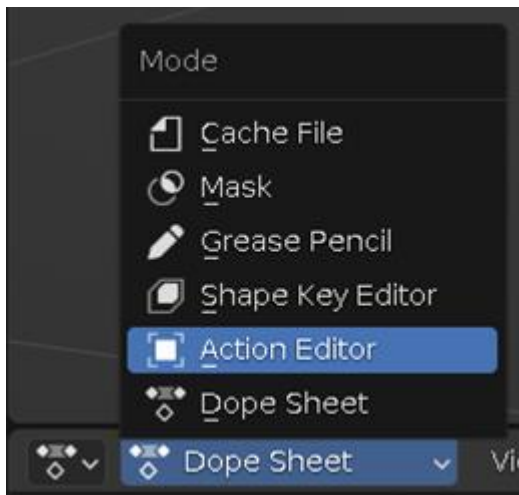 Mode
Cache File
Mask
Grease Pencil
Shape Key Editor
Action Editor
Dope Sheet
Dope Sheet